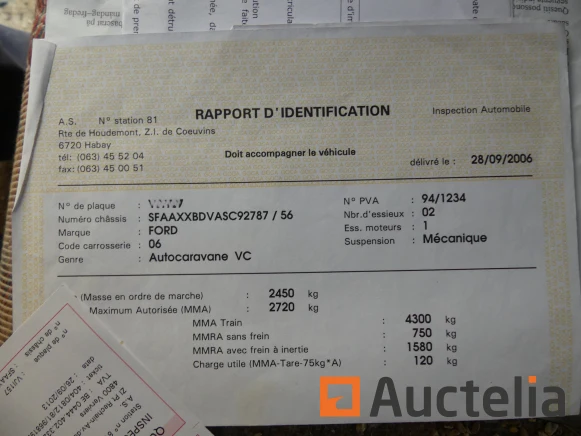 RAPPORT D'IDENTIFICATION
A.S. N° station 81
Inspection Automobile
Rte de Houdemont, Z.I. de Coeuvins
6720 Habay
tél: (063) 45 52 04
fax: (063) 45 00 51
Doit accompagner le véhicule
délivré le : 28/09/2006
N° de plaque :
N° PVA : 94/1234
Numéro châssis : SFAAXXBDVASC92787 / 56
Nbr.d'essieux : 02
Marque : FORD
Ess. moteurs : 1
Code carrosserie : 06
Suspension : Mécanique
Genre : Autocaravane VC
(Masse en ordre de marche) : 2450 kg
Maximum Autorisée (MMA) : 2720 kg
MMA Train : 4300 kg
MMRA sans frein : 750 kg
MMRA avec frein à inertie : 1580 kg
Charge utile (MMA-Tare-75kg*A) : 120 kg
n° de plaque
n° de châssis
Auctelia